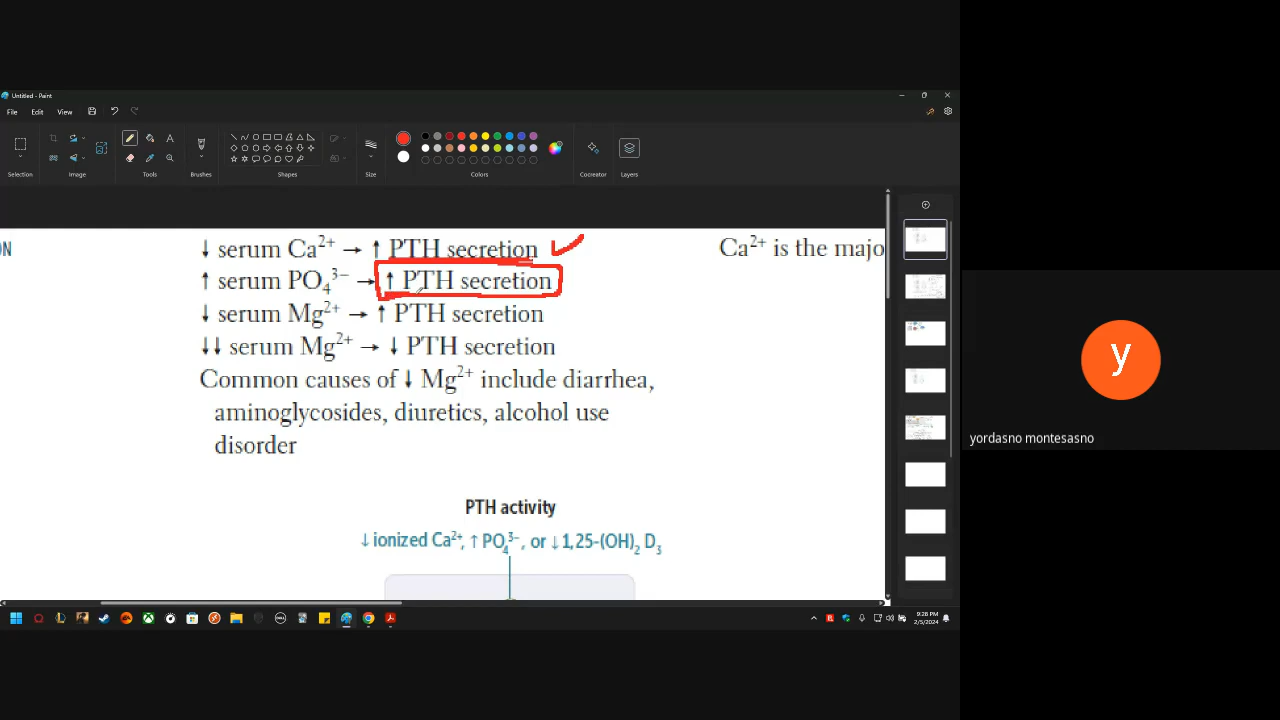 Untitled - Paint
File Edit View
Selection Image Tools Brushes Shapes Size Colors Cocreator Layers
ON
↓ serum Ca²⁺ → ↑ PTH secretion
Ca²⁺ is the majo
↑ serum PO₄³⁻ → ↑ PTH secretion
↓ serum Mg²⁺ → ↑ PTH secretion
↓↓ serum Mg²⁺ → ↓ PTH secretion
Common causes of ↓ Mg²⁺ include diarrhea,
aminoglycosides, diuretics, alcohol use
disorder
PTH activity
↓ ionized Ca²⁺, ↑ PO₄³⁻, or ↓ 1,25-(OH)₂ D₃
y
yordasno montesasno
9:28 PM
2/5/2024